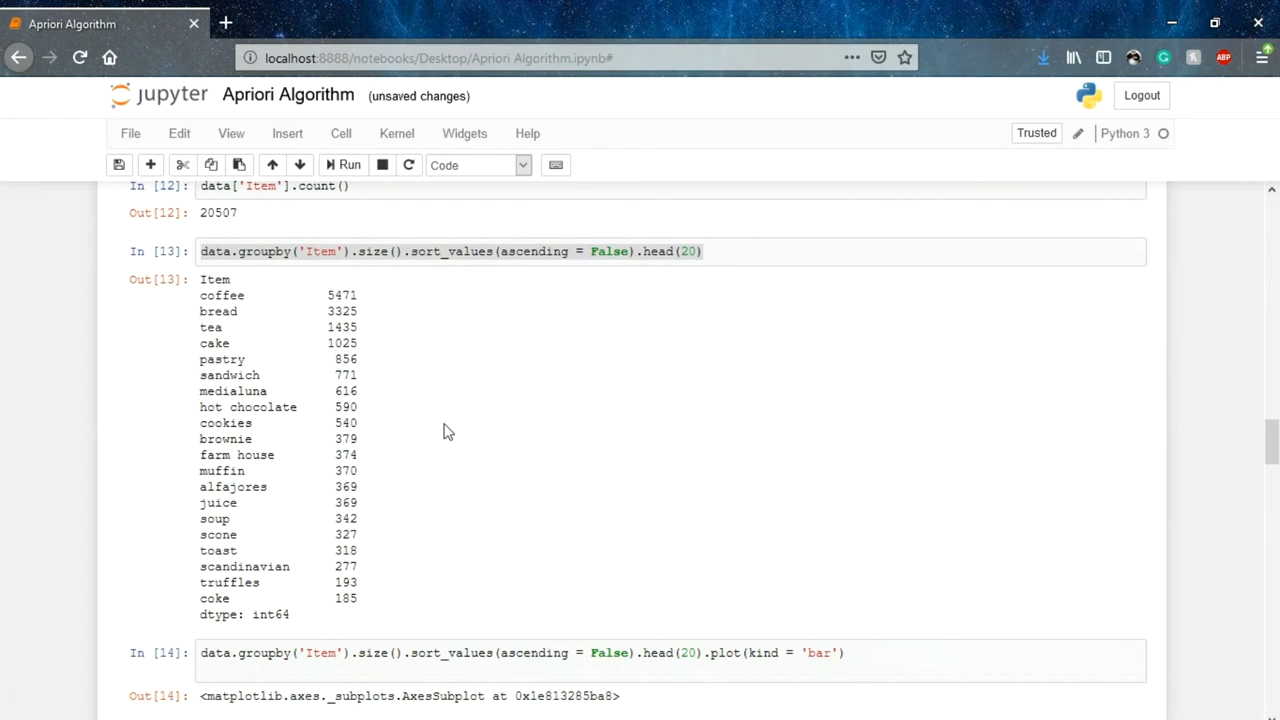 Apriori Algorithm
localhost:8888/notebooks/Desktop/Apriori Algorithm.ipynb#
ABP
jupyter Apriori Algorithm (unsaved changes)
Logout
File Edit View Insert Cell Kernel Widgets Help
Trusted
Python 3
Run
Code
In [12]: data['Item'].count()
Out[12]: 20507
In [13]: data.groupby('Item').size().sort_values(ascending = False).head(20)
Out[13]: Item
coffee 5471
bread 3325
tea 1435
cake 1025
pastry 856
sandwich 771
medialuna 616
hot chocolate 590
cookies 540
brownie 379
farm house 374
muffin 370
alfajores 369
juice 369
soup 342
scone 327
toast 318
scandinavian 277
truffles 193
coke 185
dtype: int64
In [14]: data.groupby('Item').size().sort_values(ascending = False).head(20).plot(kind = 'bar')
Out[14]: <matplotlib.axes._subplots.AxesSubplot at 0x1e813285ba8>